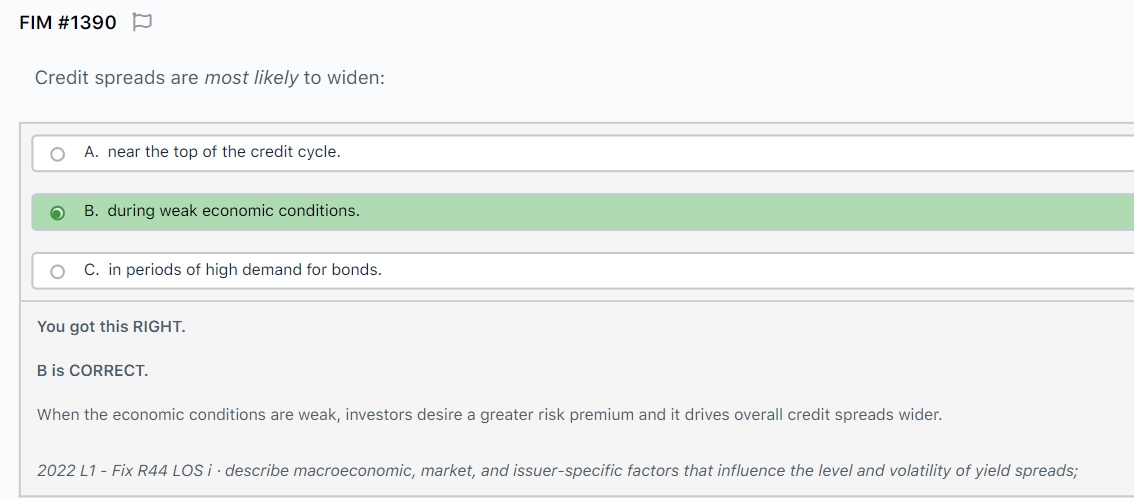 FIM #1390
Credit spreads are most likely to widen:
A. near the top of the credit cycle.
B. during weak economic conditions.
C. in periods of high demand for bonds.
You got this RIGHT.
B is CORRECT.
When the economic conditions are weak, investors desire a greater risk premium and it drives overall credit spreads wider.
2022 L1 - Fix R44 LOS i · describe macroeconomic, market, and issuer-specific factors that influence the level and volatility of yield spreads;